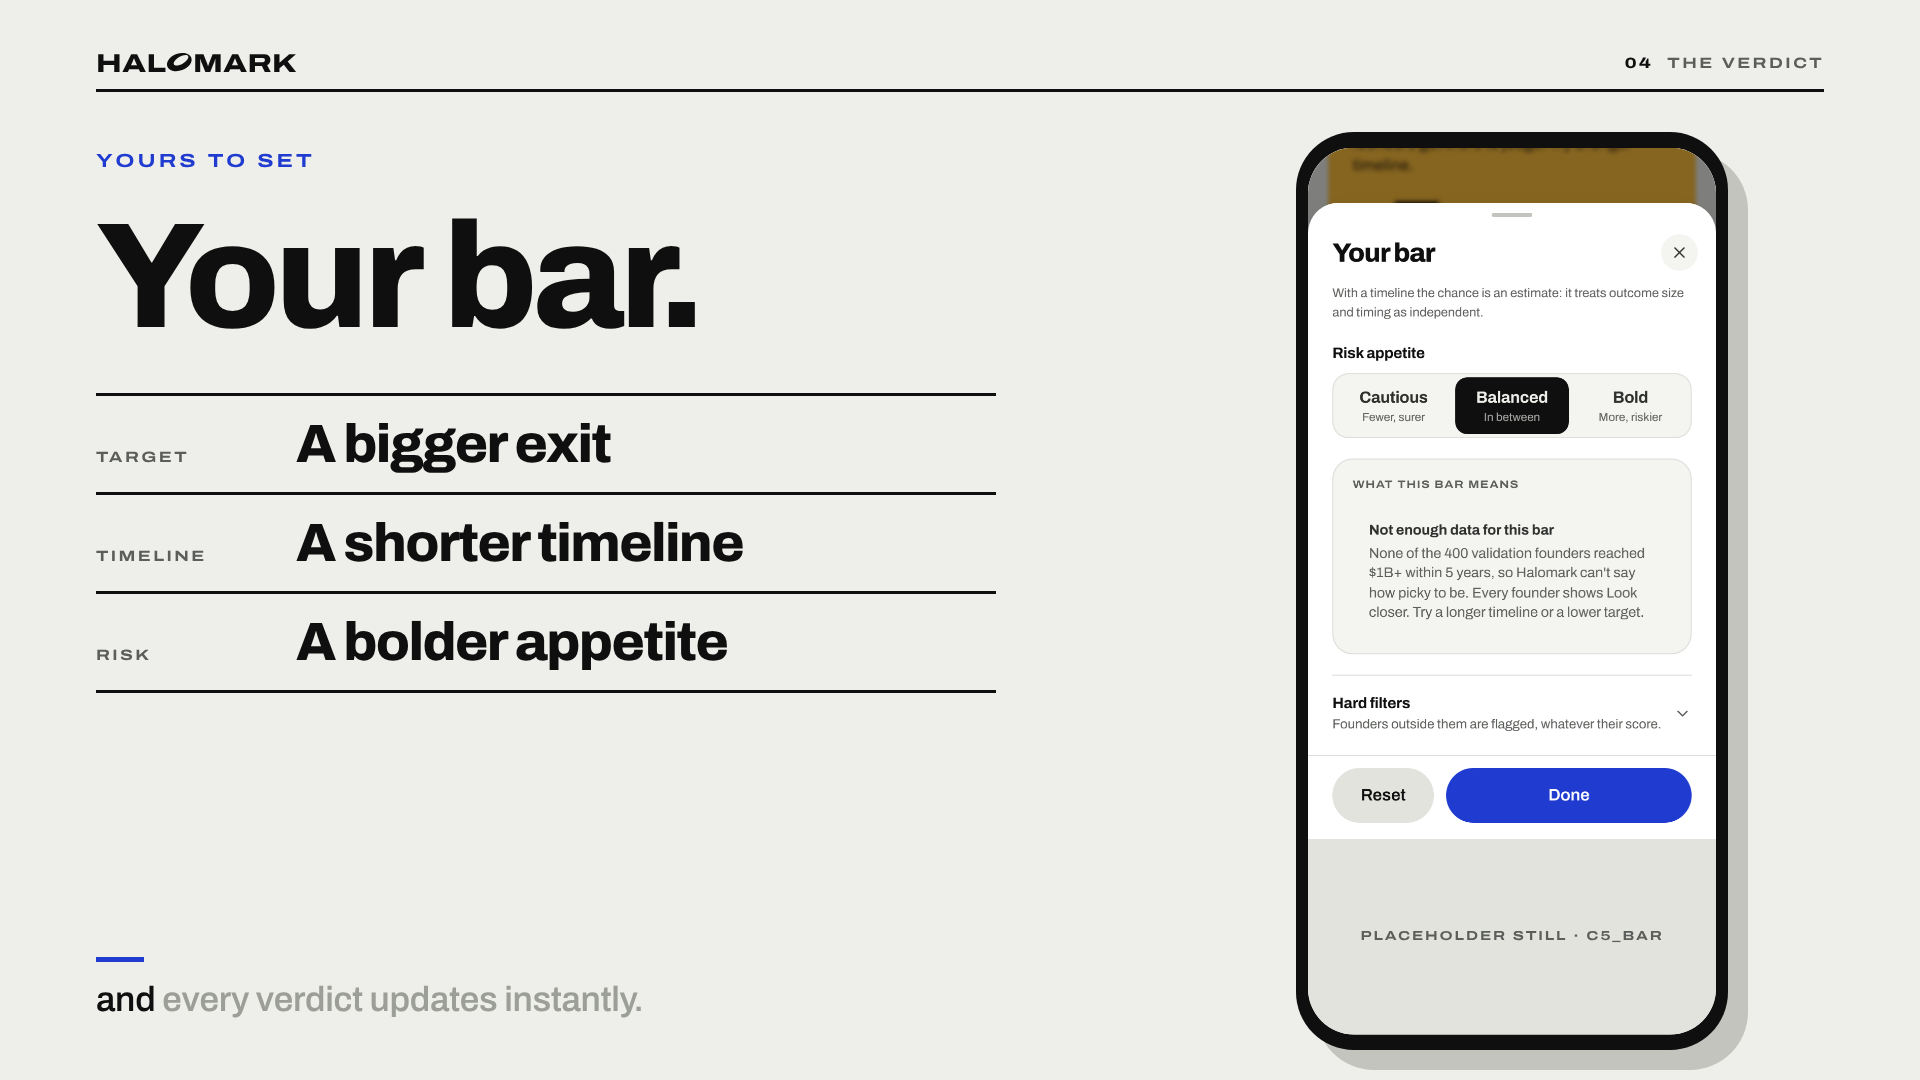 HALOMARK
04 THE VERDICT
YOURS TO SET
Your bar.
TARGET A bigger exit
TIMELINE A shorter timeline
RISK A bolder appetite
and every verdict updates instantly.
timeline.
Your bar
With a timeline the chance is an estimate: it treats outcome size
and timing as independent.
Risk appetite
Cautious
Fewer, surer
Balanced
In between
Bold
More, riskier
WHAT THIS BAR MEANS
Not enough data for this bar
None of the 400 validation founders reached
$1B+ within 5 years, so Halomark can't say
how picky to be. Every founder shows Look
closer. Try a longer timeline or a lower target.
Hard filters
Founders outside them are flagged, whatever their score.
Reset
Done
PLACEHOLDER STILL · C5_BAR